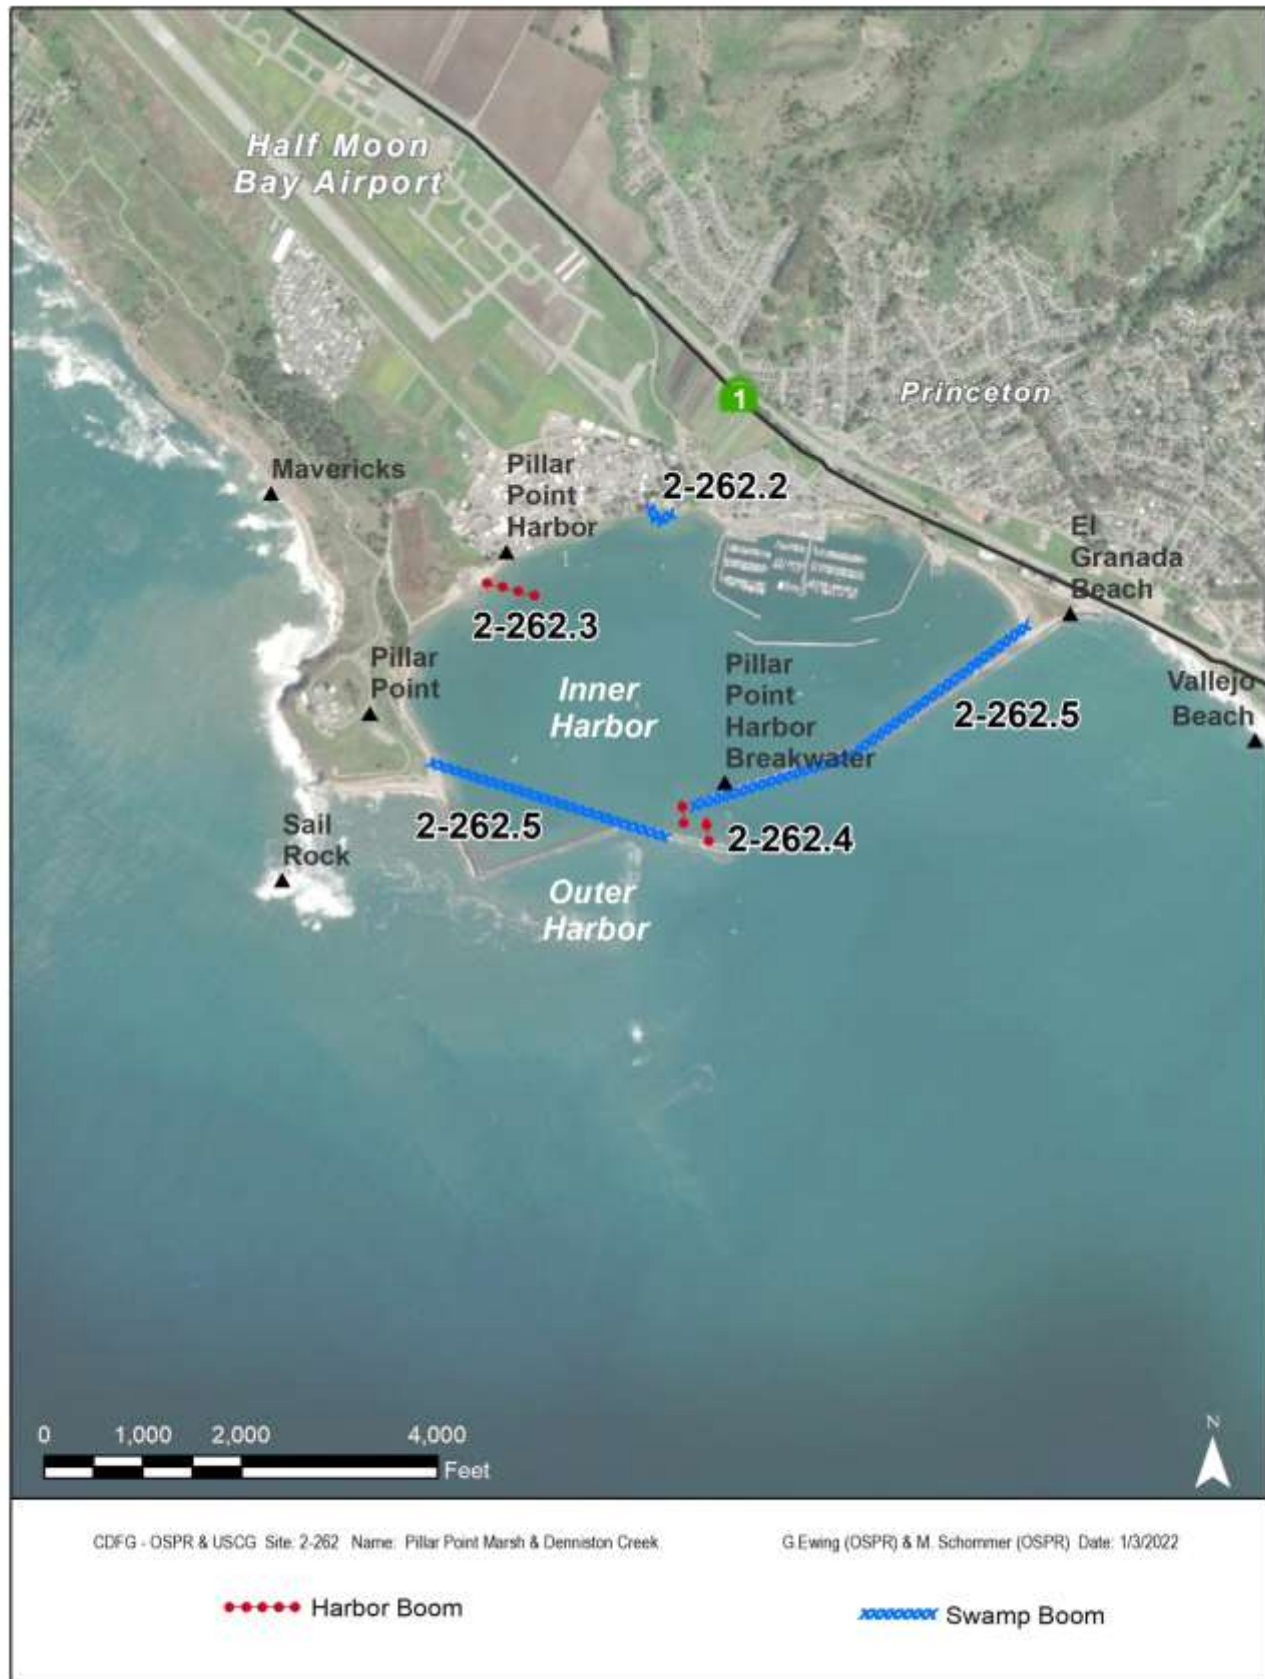 Half Moon
Bay Airport
1
Princeton
Mavericks
Pillar
Point
Harbor
2-262.2
El
Granada
Beach
2-262.3
Pillar
Point
Inner
Harbor
Pillar
Point
Harbor
Breakwater
2-262.5
Vallejo
Beach
2-262.5
2-262.4
Sail
Rock
Outer
Harbor
0 1,000 2,000 4,000
Feet
N
CDFG - OSPR & USCG Site: 2-262 Name: Pillar Point Marsh & Denniston Creek
G.Ewing (OSPR) & M. Schommer (OSPR) Date: 1/3/2022
Harbor Boom
Swamp Boom